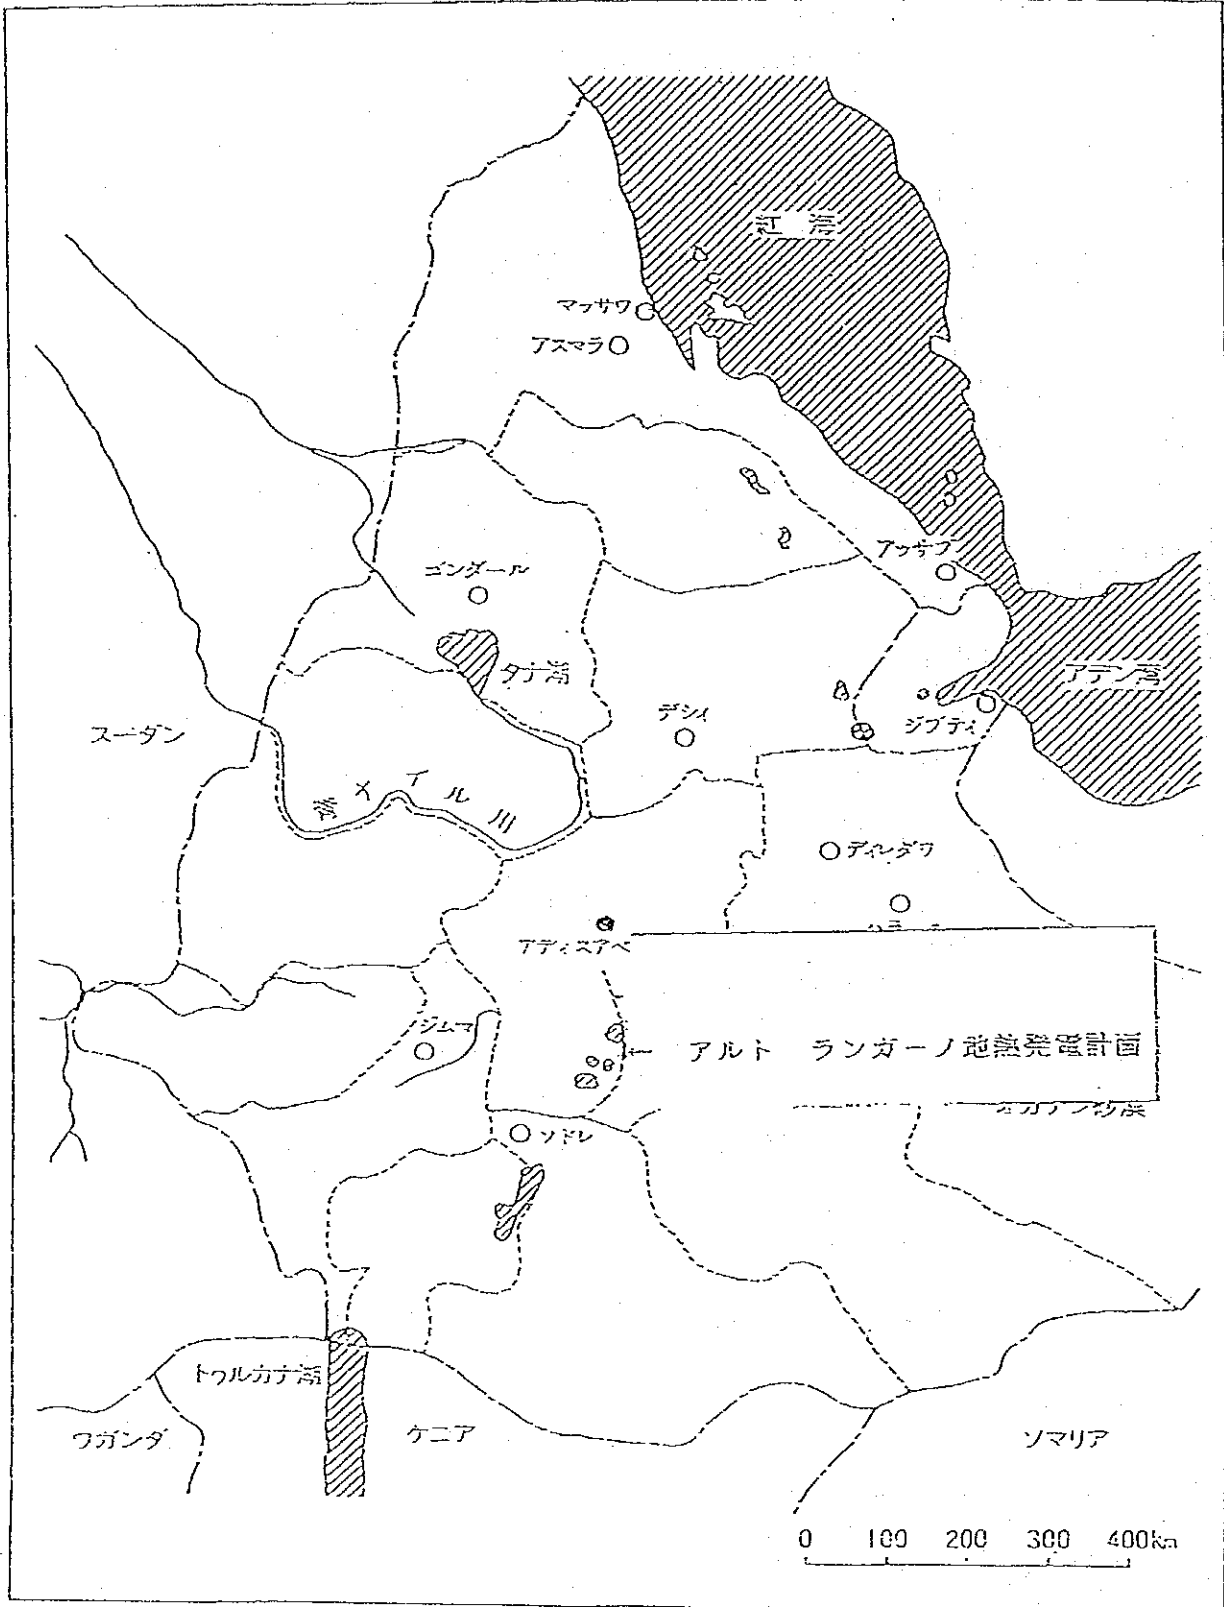 紅海
マッサワ
アスマラ
アッサブ
ゴンダール
タナ湖
アデン湾
デシィ
ジブティ
スーダン
青ナイル川
ディレダワ
アディスアベ
ジムマ
アルト ランガーノ地熱発電計画
ソドレ
トゥルカナ湖
ウガンダ
ケニア
ソマリア
0 100 200 300 400km